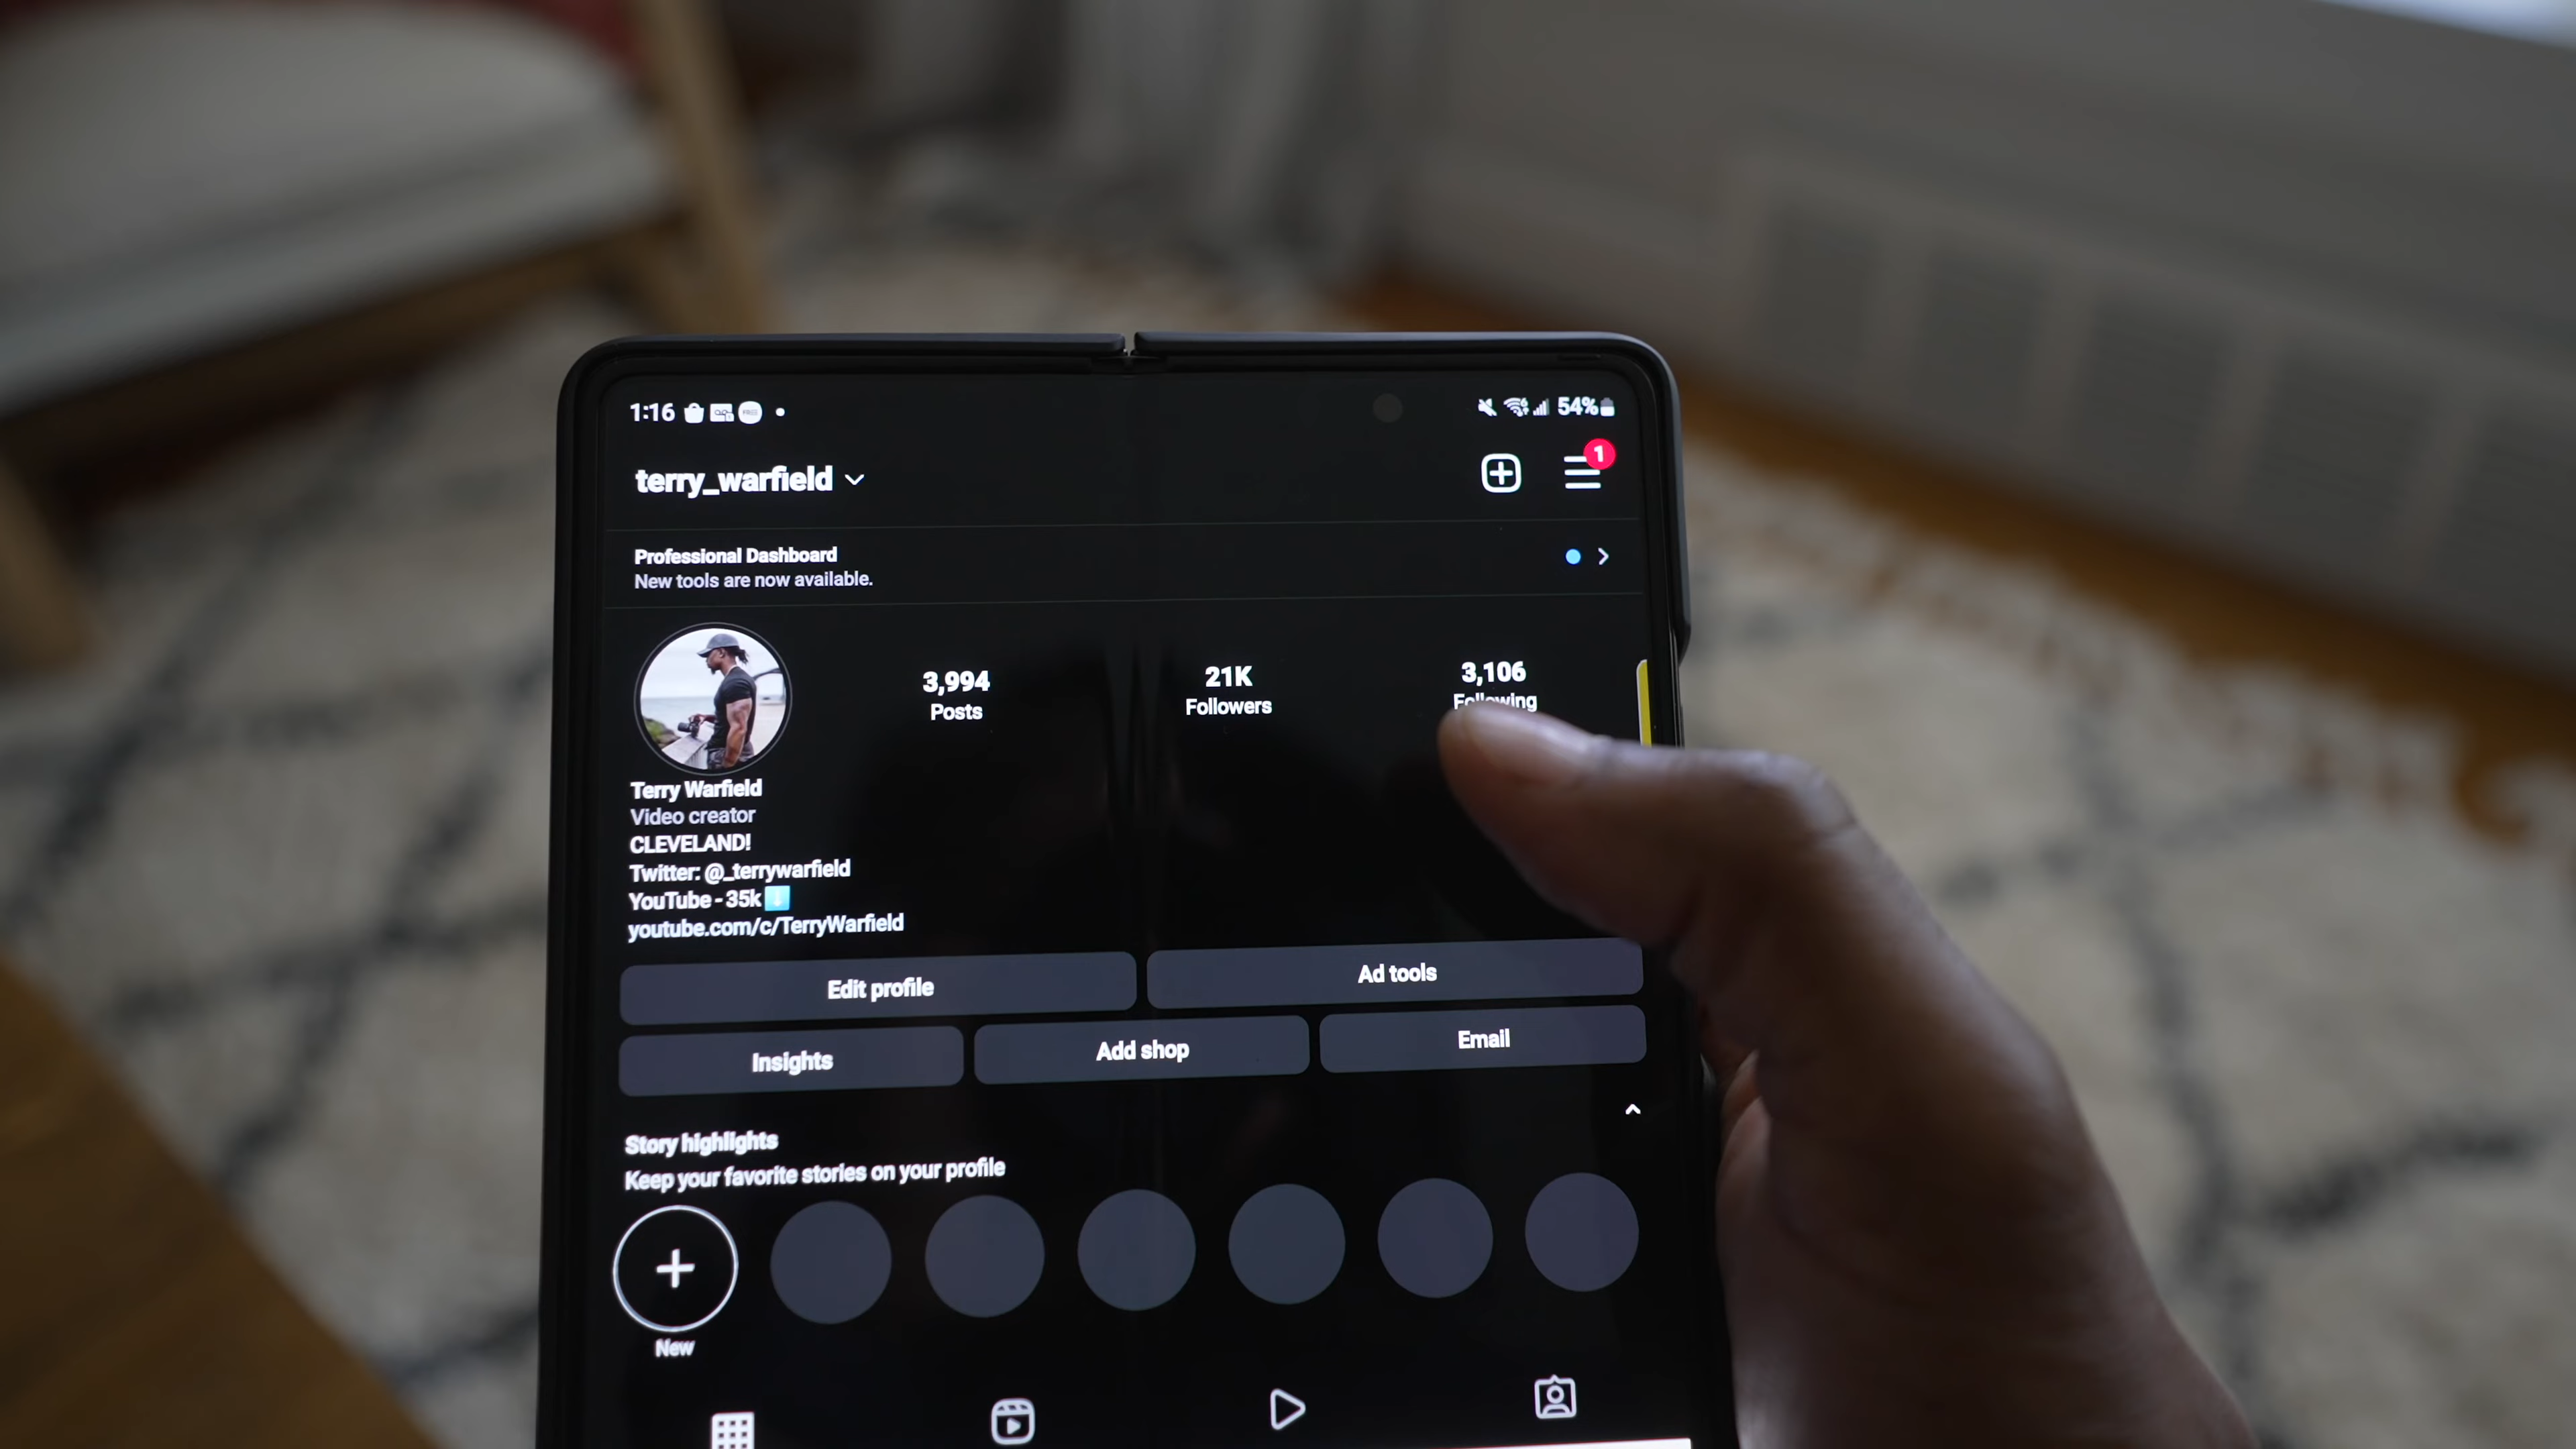 1:16
54%
terry_warfield
1
Professional Dashboard
New tools are now available.
3,994
Posts
21K
Followers
3,106
Following
Terry Warfield
Video creator
CLEVELAND!
Twitter: @_terrywarfield
YouTube - 35k⬇️
youtube.com/c/TerryWarfield
Edit profile
Ad tools
Insights
Add shop
Email
Story highlights
Keep your favorite stories on your profile
New